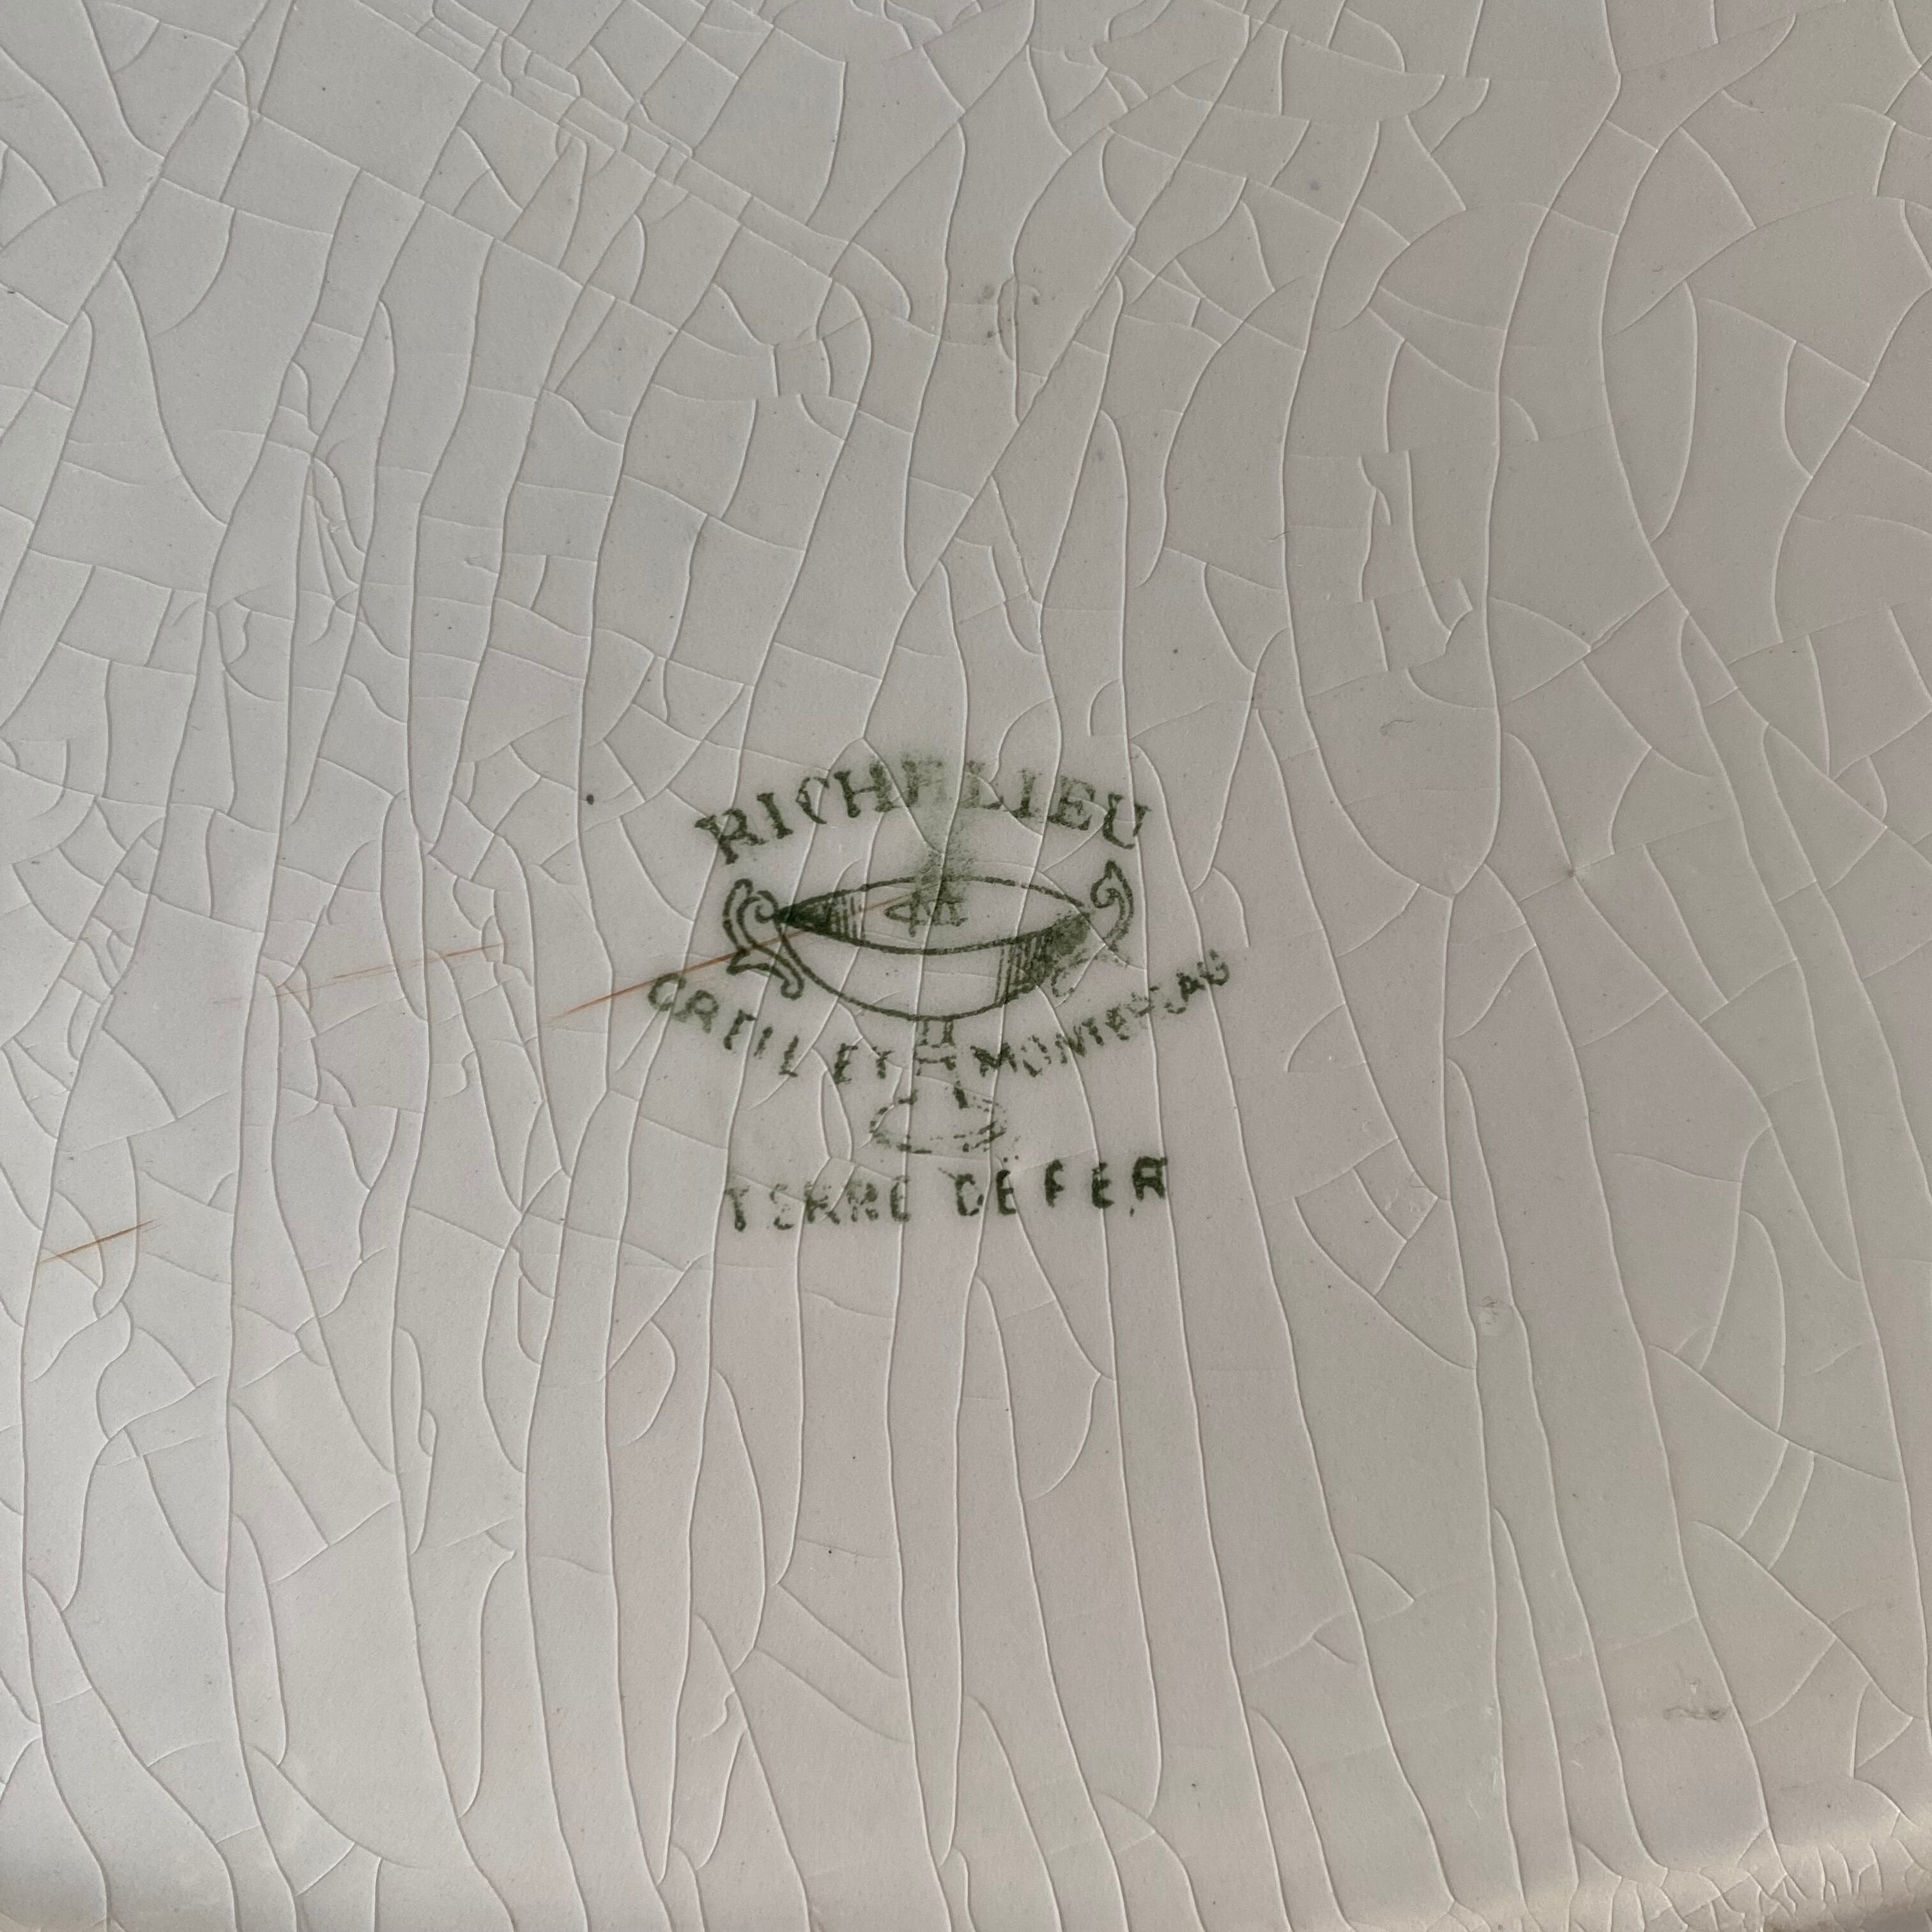 RICHELIEU
CREIL ET MONTEREAU
TERRE DE FER